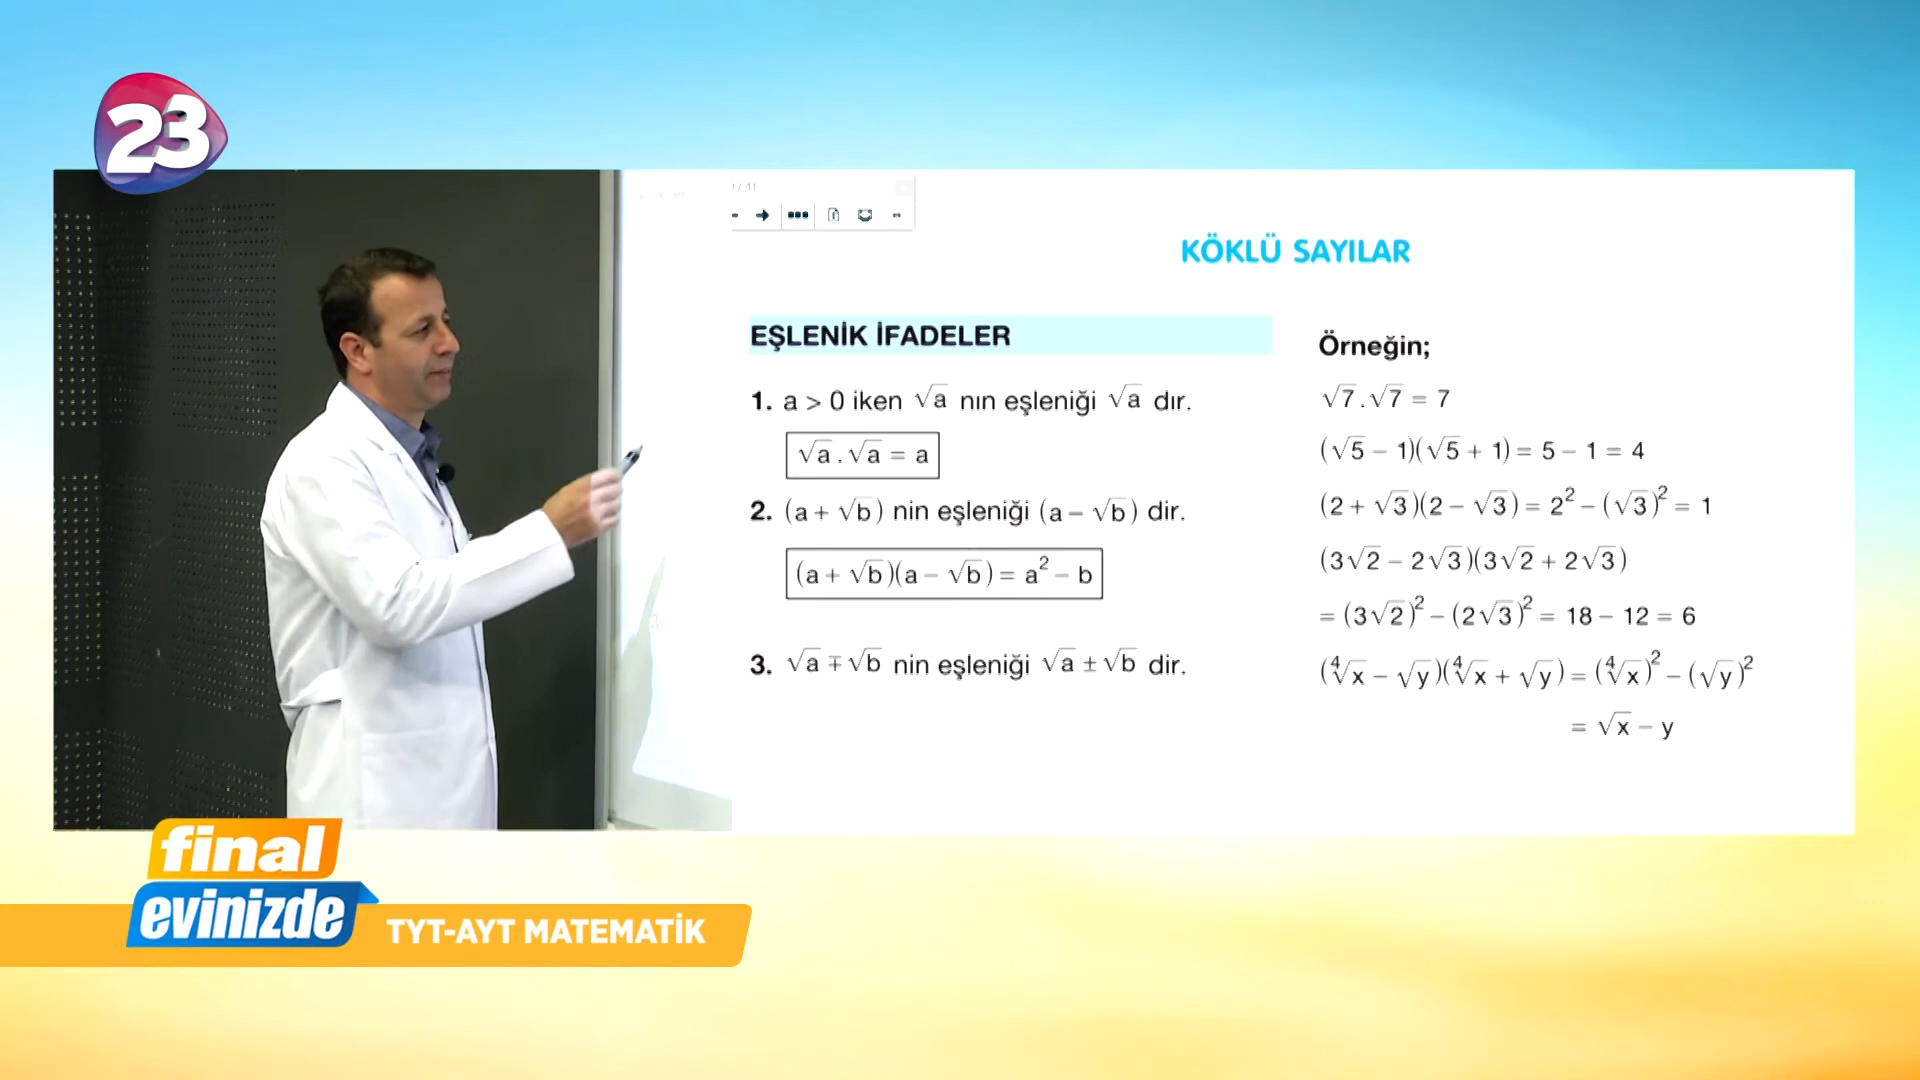 23
/ 41
KÖKLÜ SAYILAR
EŞLENİK İFADELER
1. a > 0 iken √a nın eşleniği √a dır.
√a . √a = a
2. (a + √b) nin eşleniği (a − √b) dir.
(a + √b)(a − √b) = a² − b
3. √a ∓ √b nin eşleniği √a ± √b dir.
Örneğin;
√7 . √7 = 7
(√5 − 1)(√5 + 1) = 5 − 1 = 4
(2 + √3)(2 − √3) = 2² − (√3)² = 1
(3√2 − 2√3)(3√2 + 2√3)
= (3√2)² − (2√3)² = 18 − 12 = 6
(∜x − √y)(∜x + √y) = (∜x)² − (√y)²
= √x − y
final
evinizde
TYT-AYT MATEMATİK